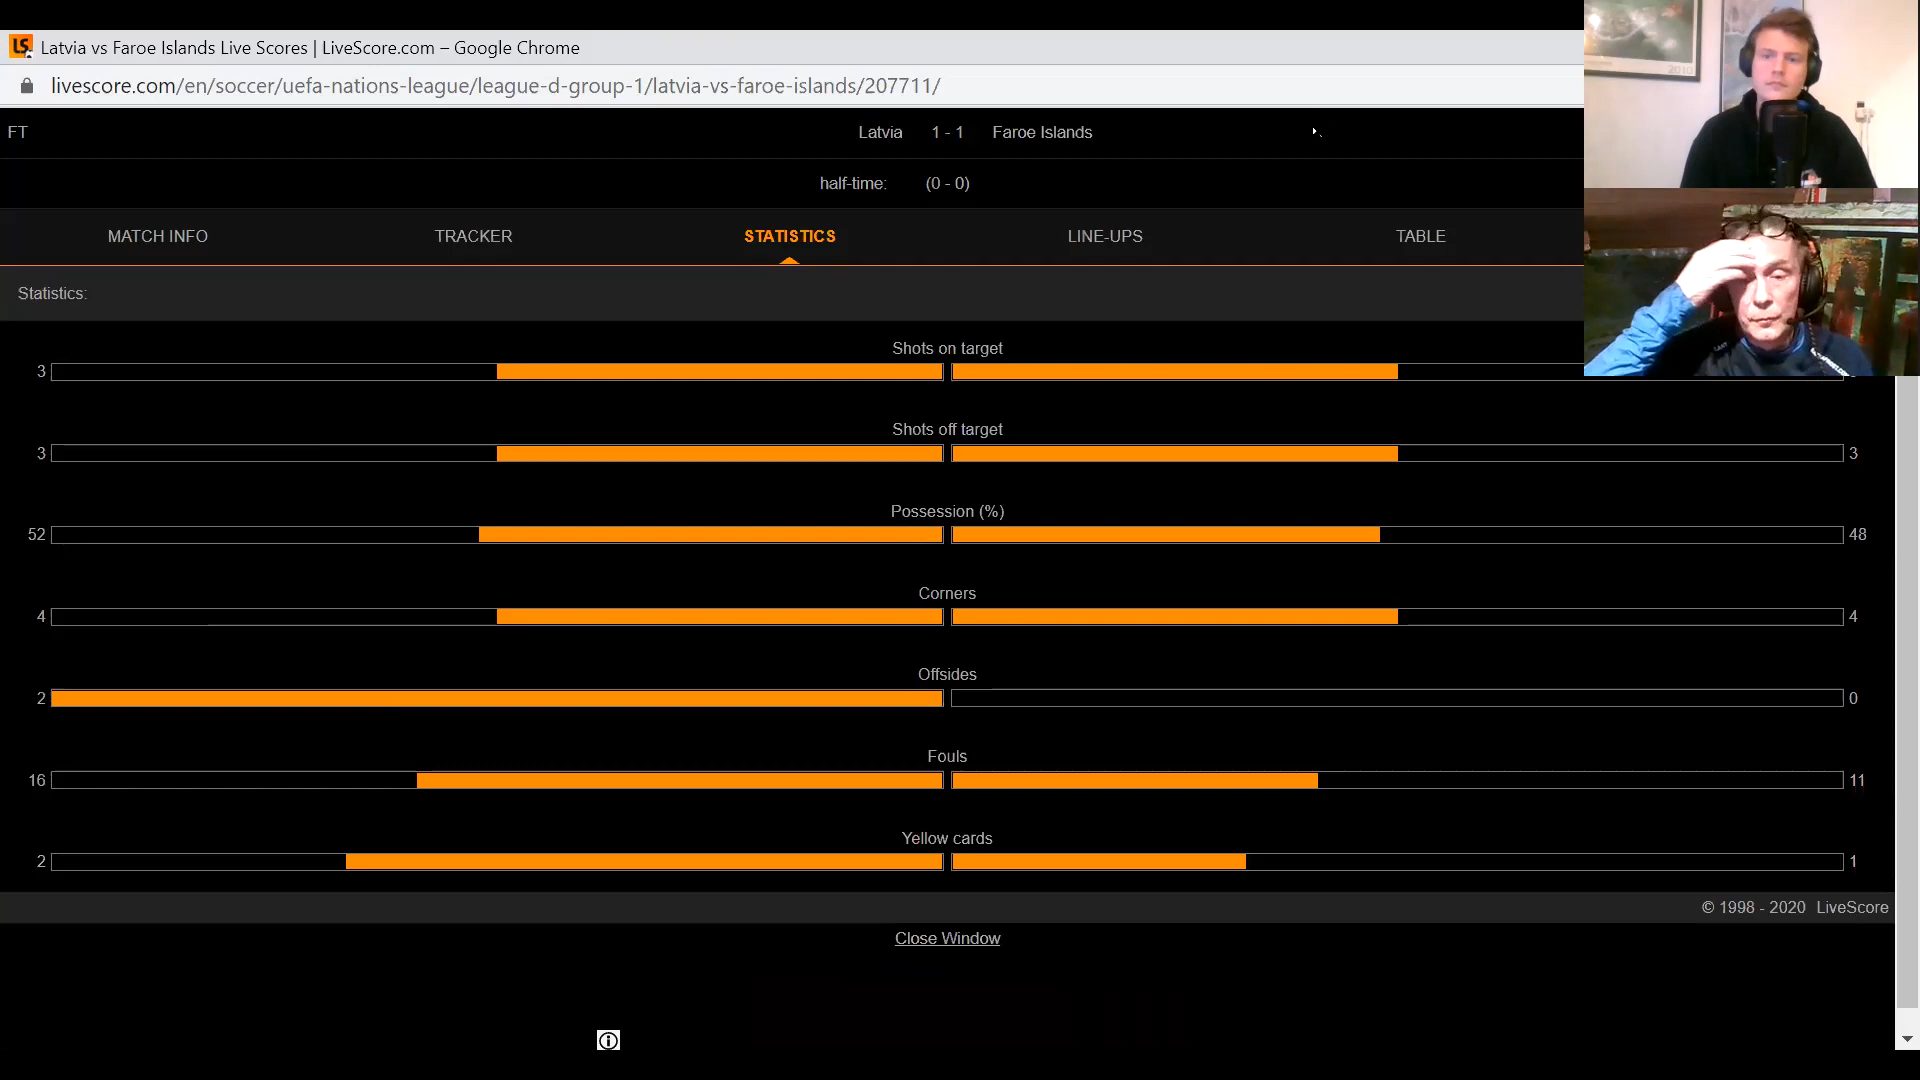 LS Latvia vs Faroe Islands Live Scores | LiveScore.com – Google Chrome
livescore.com/en/soccer/uefa-nations-league/league-d-group-1/latvia-vs-faroe-islands/207711/
2010
FT Latvia 1 - 1 Faroe Islands
half-time: (0 - 0)
MATCH INFO TRACKER STATISTICS LINE-UPS TABLE
Statistics:
Shots on target
3
Shots off target
3 3
Possession (%)
52 48
Corners
4 4
Offsides
2 0
Fouls
16 11
Yellow cards
2 1
© 1998 - 2020 LiveScore
Close Window